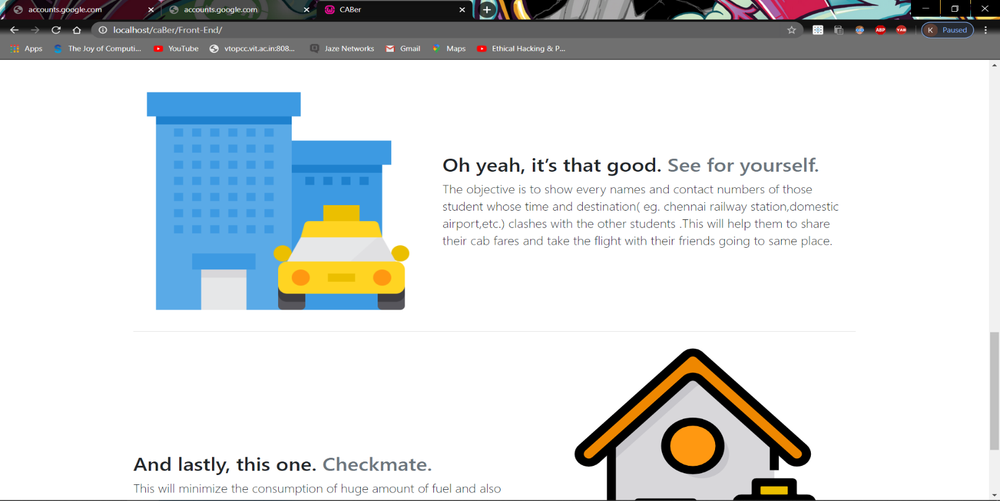 accounts.google.com
accounts.google.com
CABer
localhost/caBer/Front-End/
ABP
YAB
K Paused
Apps
The Joy of Computi...
YouTube
vtopcc.vit.ac.in:808...
Jaze Networks
Gmail
Maps
Ethical Hacking & P...
Oh yeah, it’s that good. See for yourself.
The objective is to show every names and contact numbers of those
student whose time and destination( eg. chennai railway station,domestic
airport,etc.) clashes with the other students .This will help them to share
their cab fares and take the flight with their friends going to same place.
And lastly, this one. Checkmate.
This will minimize the consumption of huge amount of fuel and also